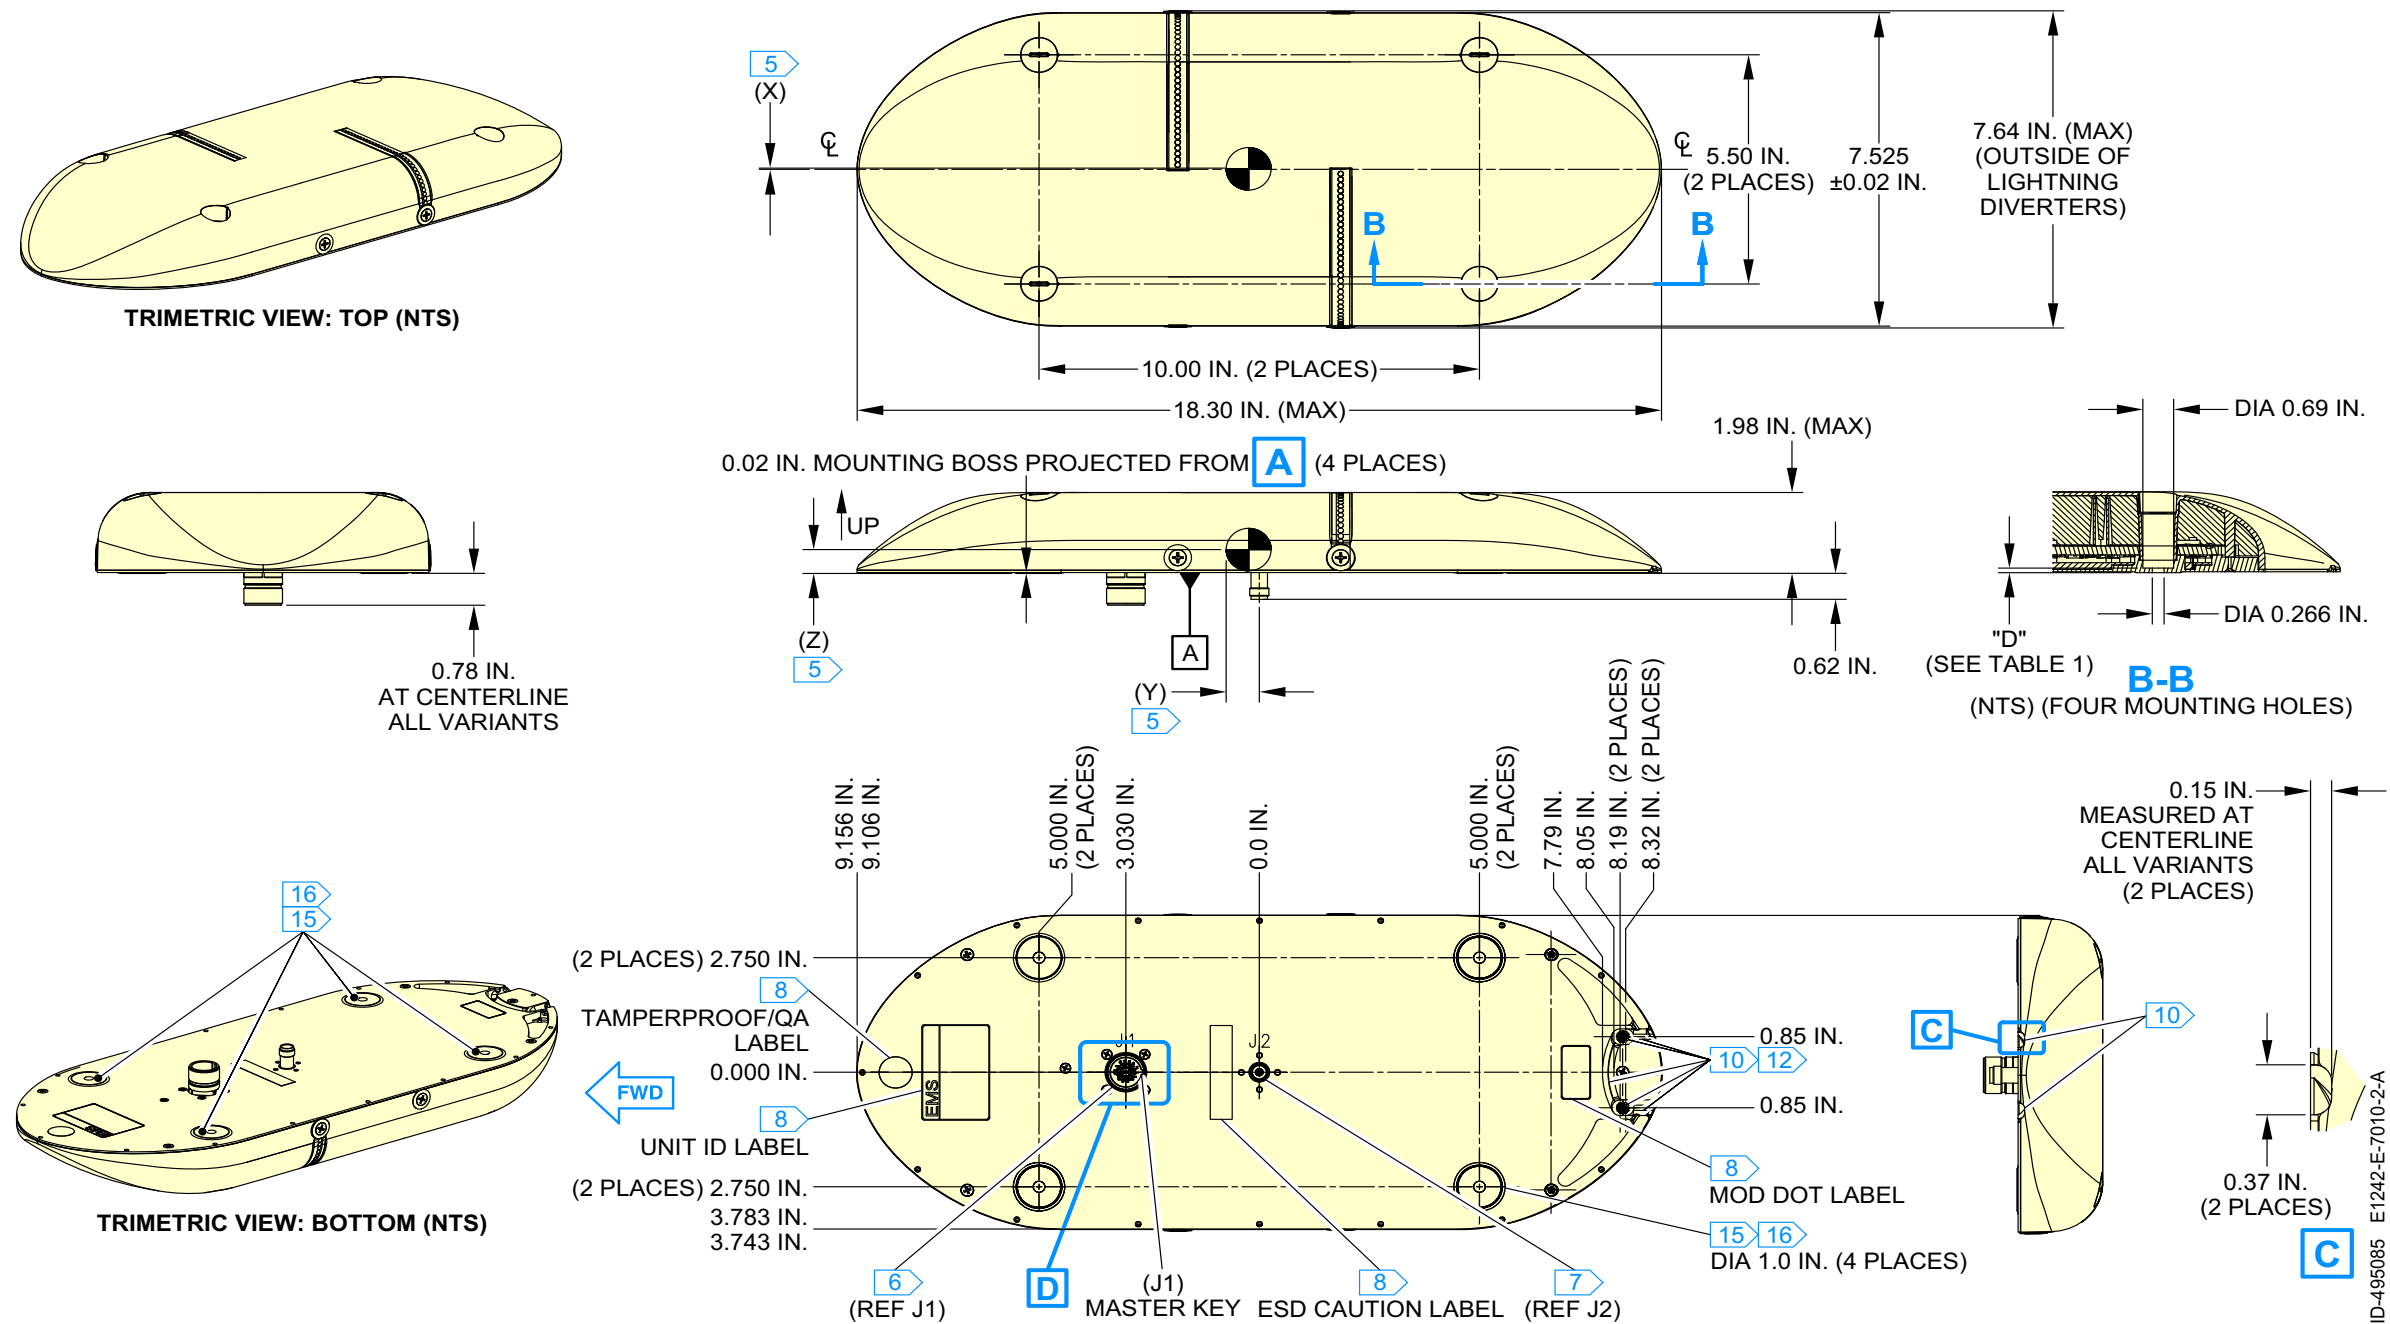 5
(X)
℄
℄
5.50 IN.
(2 PLACES)
7.525
±0.02 IN.
7.64 IN. (MAX)
(OUTSIDE OF
LIGHTNING
DIVERTERS)
B
B
TRIMETRIC VIEW: TOP (NTS)
10.00 IN. (2 PLACES)
18.30 IN. (MAX)
1.98 IN. (MAX)
DIA 0.69 IN.
0.02 IN. MOUNTING BOSS PROJECTED FROM A (4 PLACES)
UP
(Z)
5
A
(Y)
5
0.62 IN.
0.78 IN.
AT CENTERLINE
ALL VARIANTS
DIA 0.266 IN.
"D"
(SEE TABLE 1)
B-B
(NTS) (FOUR MOUNTING HOLES)
9.156 IN.
9.106 IN.
5.000 IN.
(2 PLACES)
3.030 IN.
0.0 IN.
5.000 IN.
(2 PLACES)
7.79 IN.
8.05 IN.
8.19 IN. (2 PLACES)
8.32 IN. (2 PLACES)
0.15 IN.
MEASURED AT
CENTERLINE
ALL VARIANTS
(2 PLACES)
16
15
(2 PLACES) 2.750 IN.
8
TAMPERPROOF/QA
LABEL
0.000 IN.
FWD
8
UNIT ID LABEL
(2 PLACES) 2.750 IN.
3.783 IN.
3.743 IN.
EMS
J1
J2
0.85 IN.
10 12
0.85 IN.
8
MOD DOT LABEL
15 16
DIA 1.0 IN. (4 PLACES)
C
10
0.37 IN.
(2 PLACES)
C
TRIMETRIC VIEW: BOTTOM (NTS)
6
(REF J1)
D
(J1)
MASTER KEY
8
ESD CAUTION LABEL
7
(REF J2)
ID-495085 E1242-E-7010-2-A